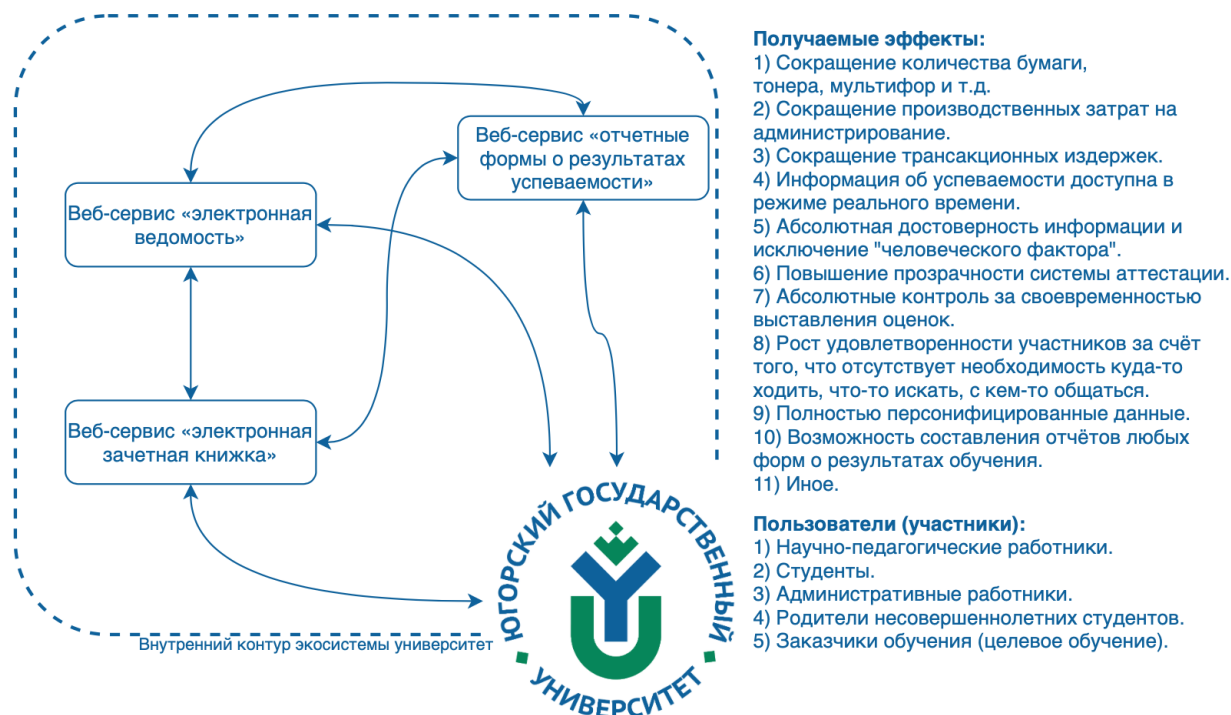 Веб-сервис «отчетные
формы о результатах
успеваемости»
Веб-сервис «электронная
ведомость»
Веб-сервис «электронная
зачетная книжка»
Внутренний контур экосистемы университет
ЮГОРСКИЙ ГОСУДАРСТВЕННЫЙ
УНИВЕРСИТЕТ
Получаемые эффекты:
1) Сокращение количества бумаги,
тонера, мультифор и т.д.
2) Сокращение производственных затрат на
администрирование.
3) Сокращение трансакционных издержек.
4) Информация об успеваемости доступна в
режиме реального времени.
5) Абсолютная достоверность информации и
исключение "человеческого фактора".
6) Повышение прозрачности системы аттестации.
7) Абсолютные контроль за своевременностью
выставления оценок.
8) Рост удовлетворенности участников за счёт
того, что отсутствует необходимость куда-то
ходить, что-то искать, с кем-то общаться.
9) Полностью персонифицированные данные.
10) Возможность составления отчётов любых
форм о результатах обучения.
11) Иное.
Пользователи (участники):
1) Научно-педагогические работники.
2) Студенты.
3) Административные работники.
4) Родители несовершеннолетних студентов.
5) Заказчики обучения (целевое обучение).